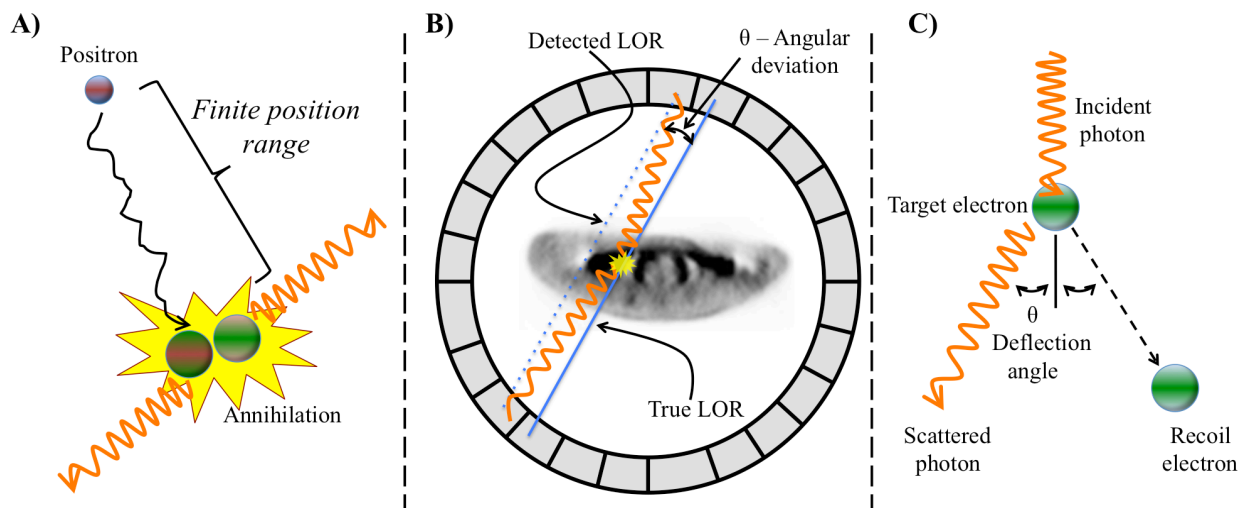 A)
Positron
Finite position
range
Annihilation
B)
Detected LOR
θ – Angular
deviation
True LOR
C)
Incident
photon
Target electron
θ
Deflection
angle
Scattered
photon
Recoil
electron